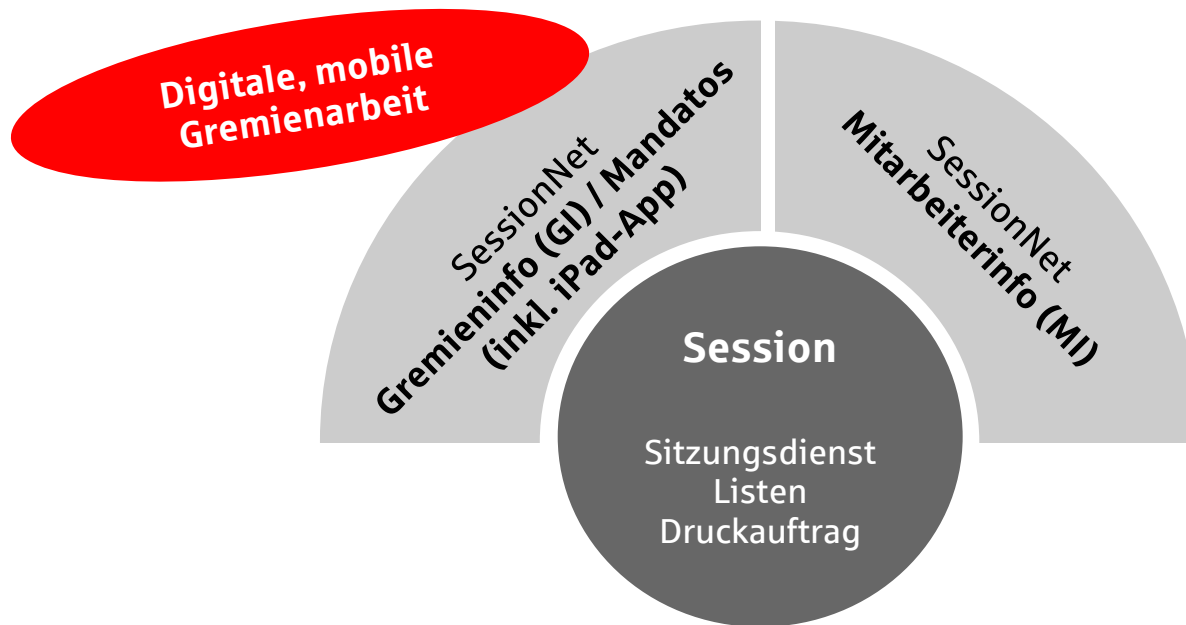 Digitale, mobile
Gremienarbeit
SessionNet
Gremieninfo (GI) / Mandatos
(inkl. iPad-App)
SessionNet
Mitarbeiterinfo (MI)
Session
Sitzungsdienst
Listen
Druckauftrag